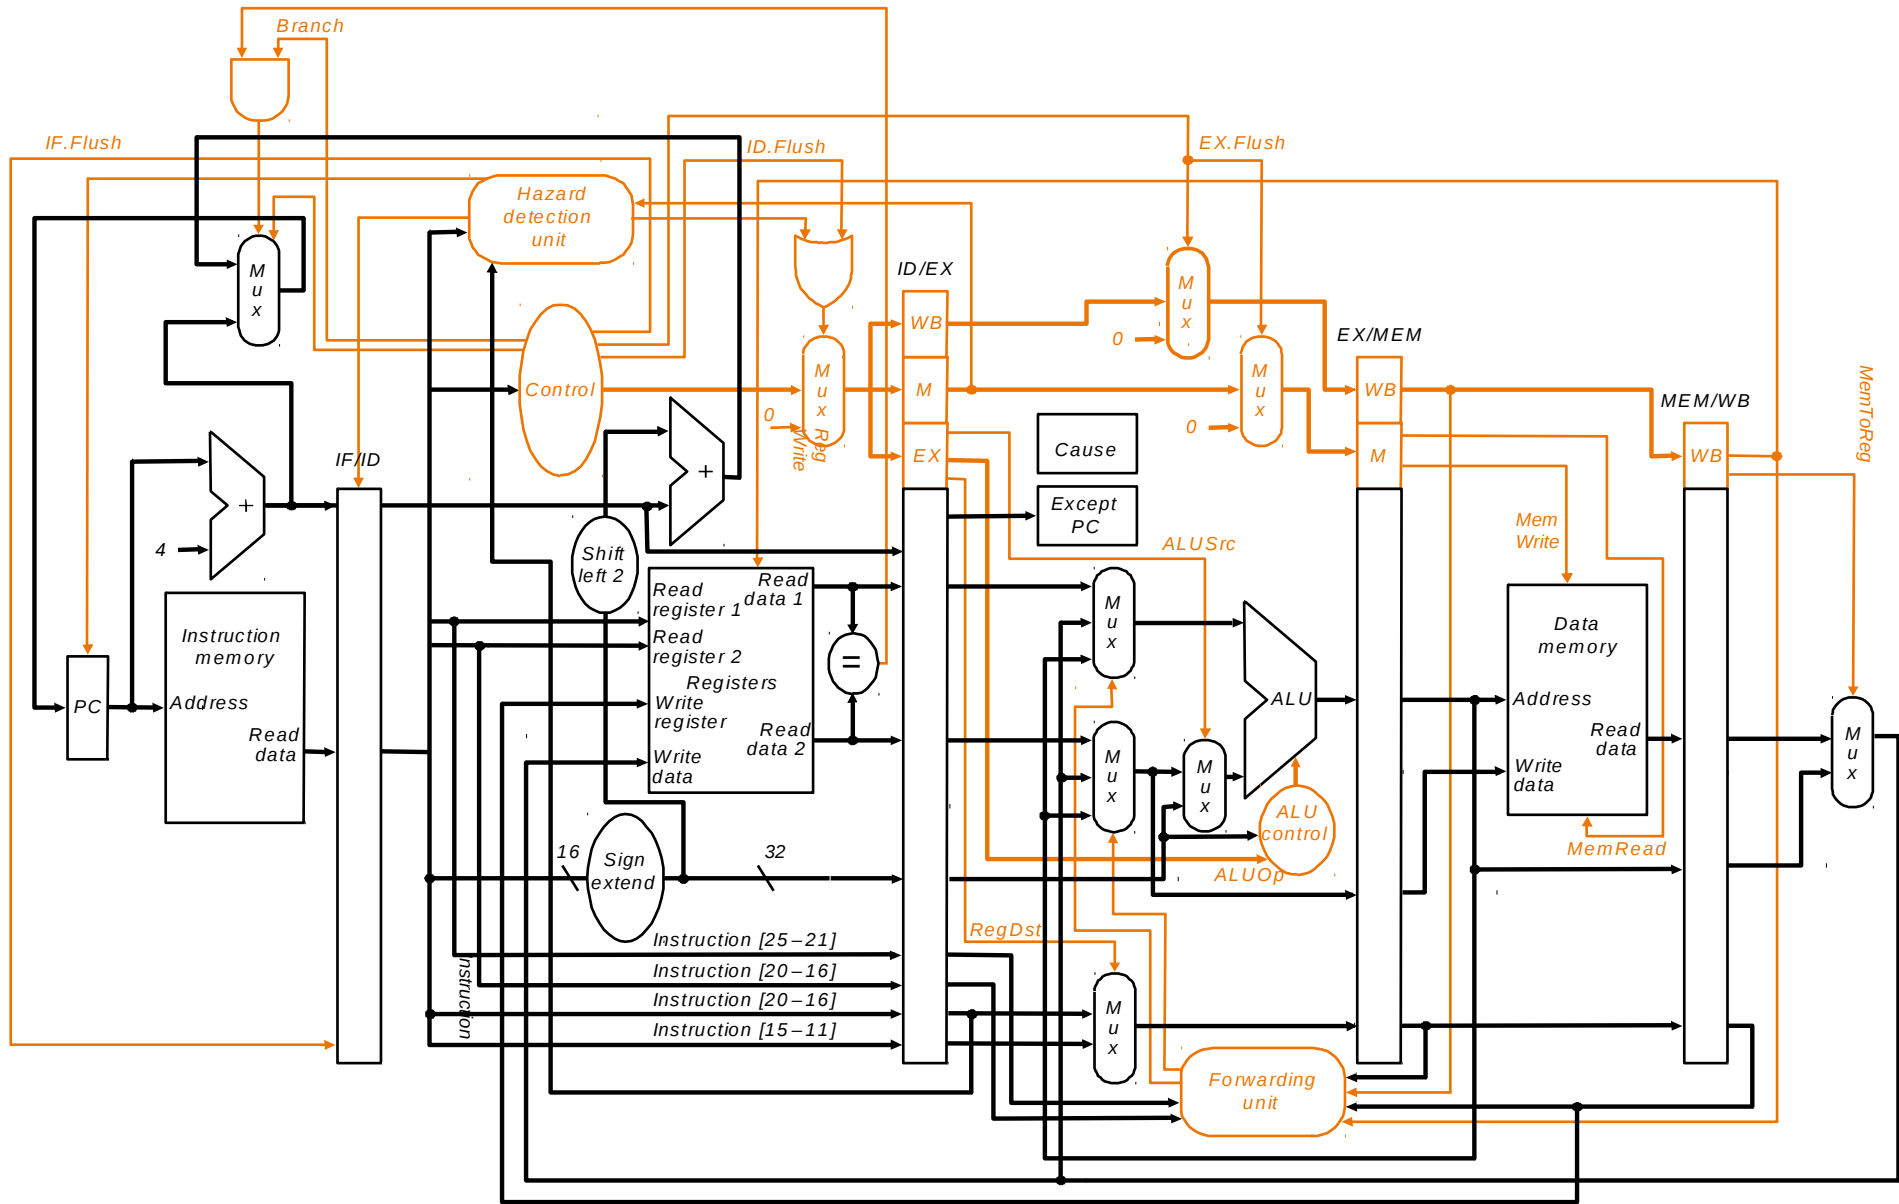 Branch
IF.Flush
ID.Flush
EX.Flush
Hazard
detection
unit
M
u
x
ID/EX
WB
M
EX
M
u
x
0
M
u
x
0
EX/MEM
WB
M
Control
M
u
x
0
Reg
Write
MEM/WB
WB
MemToReg
Cause
Except
PC
IF/ID
+
4
+
Shift
left 2
ALUSrc
Mem
Write
Instruction
memory
Address
Read
data
PC
Read
register 1
Read
register 2
Registers
Write
register
Write
data
Read
data 1
Read
data 2
=
M
u
x
M
u
x
M
u
x
ALU
ALU
control
ALUOp
Data
memory
Address
Read
data
Write
data
MemRead
M
u
x
16
Sign
extend
32
RegDst
Instruction
Instruction [25–21]
Instruction [20–16]
Instruction [20–16]
Instruction [15–11]
M
u
x
Forwarding
unit